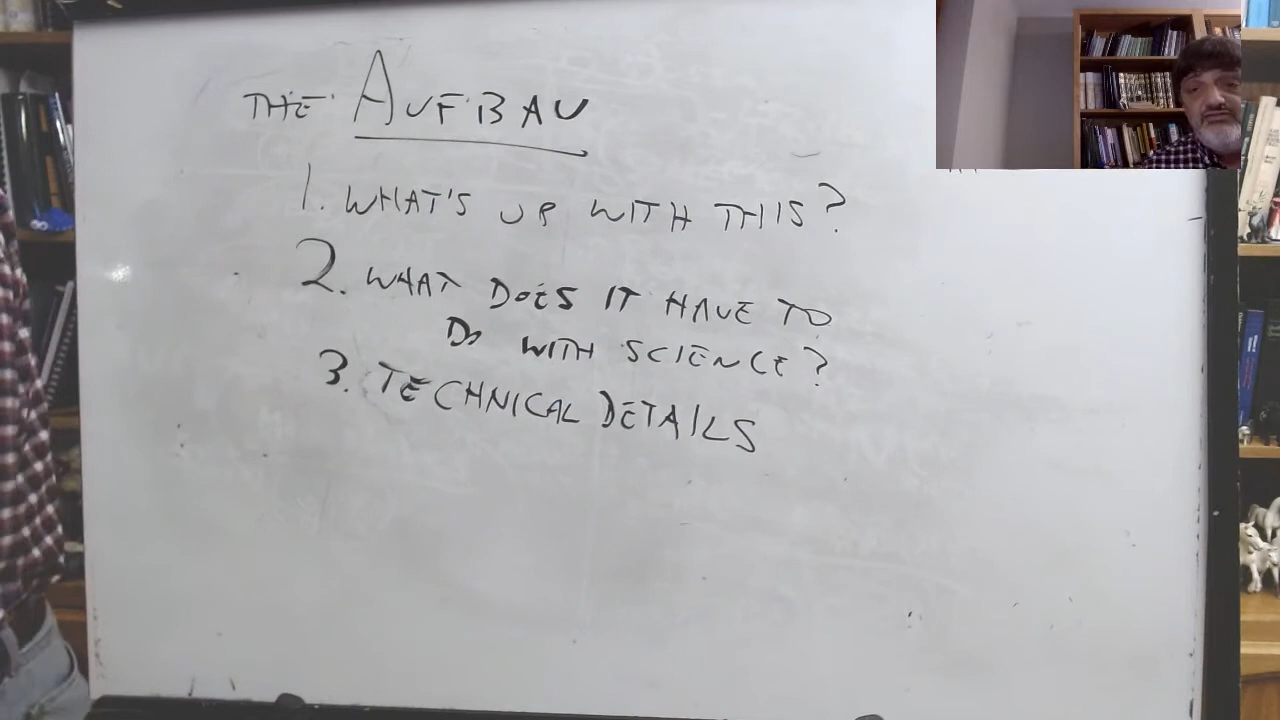 THE AUFBAU
1. WHAT'S UP WITH THIS?
2. WHAT DOES IT HAVE TO
DO WITH SCIENCE?
3. TECHNICAL DETAILS